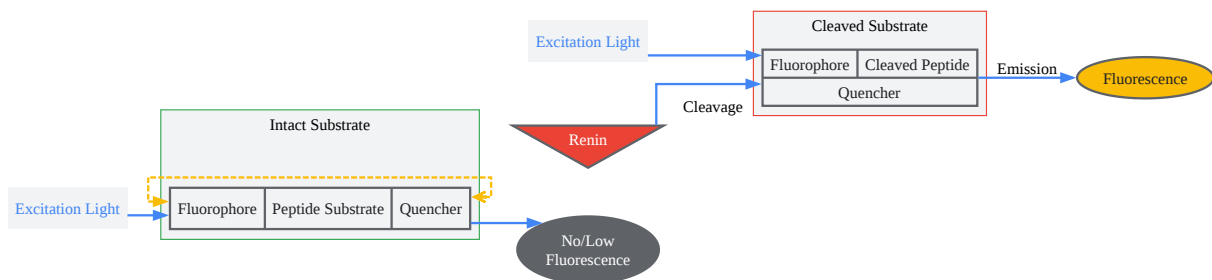 Cleaved Substrate
Excitation Light
Fluorophore
Cleaved Peptide
Quencher
Emission
Fluorescence
Cleavage
Renin
Intact Substrate
Excitation Light
Fluorophore
Peptide Substrate
Quencher
No/Low
Fluorescence